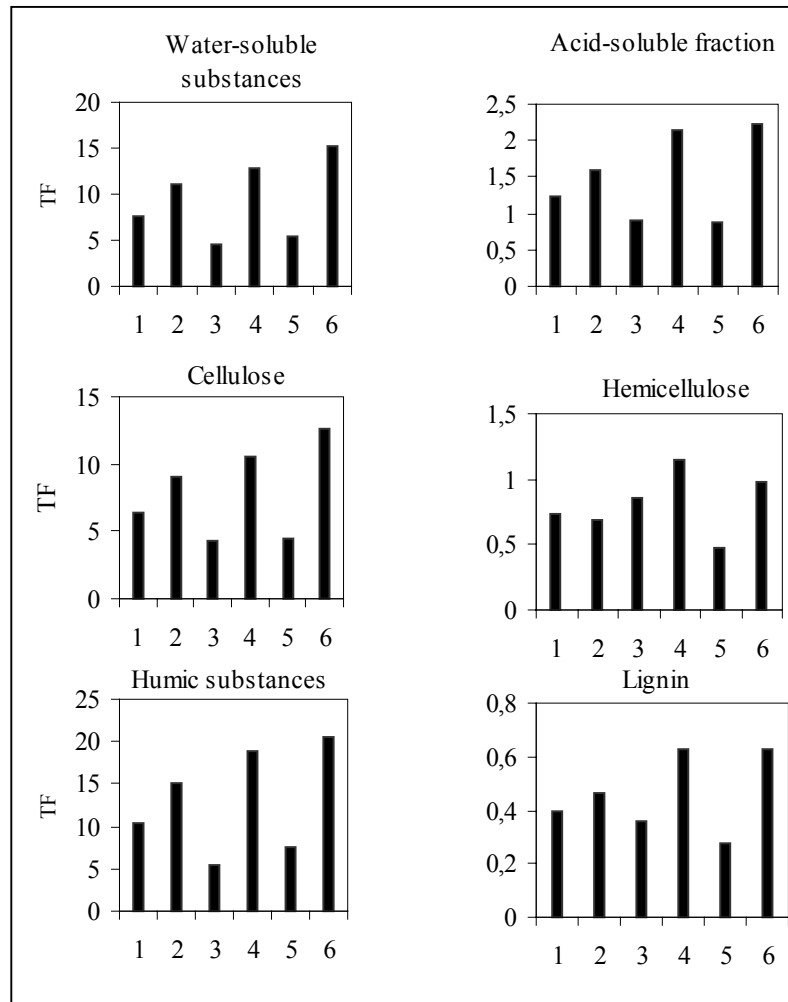 Water-soluble
substances
20
15
10
5
0
TF
1 2 3 4 5 6
Acid-soluble fraction
2,5
2
1,5
1
0,5
0
1 2 3 4 5 6
Cellulose
15
10
5
0
TF
1 2 3 4 5 6
Hemicellulose
1,5
1
0,5
0
1 2 3 4 5 6
Humic substances
25
20
15
10
5
0
TF
1 2 3 4 5 6
Lignin
0,8
0,6
0,4
0,2
0
1 2 3 4 5 6